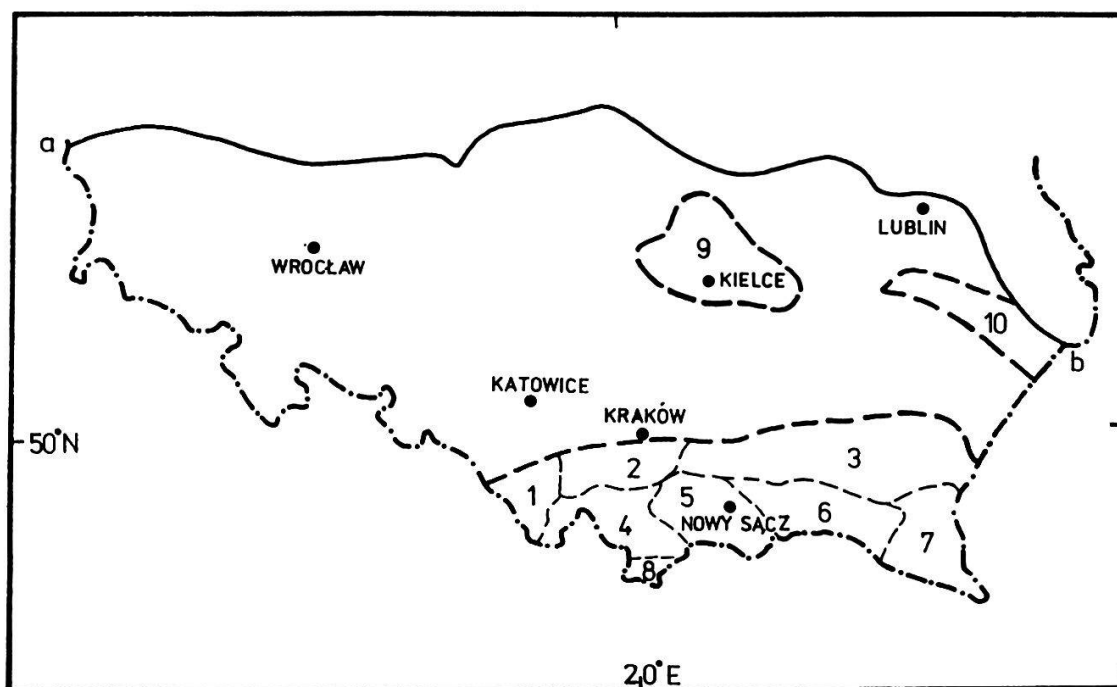 a
LUBLIN
9
WROCŁAW
KIELCE
10
b
KATOWICE
KRAKÓW
50°N
2
3
1
5
4
NOWY SĄCZ
6
7
8
20°E